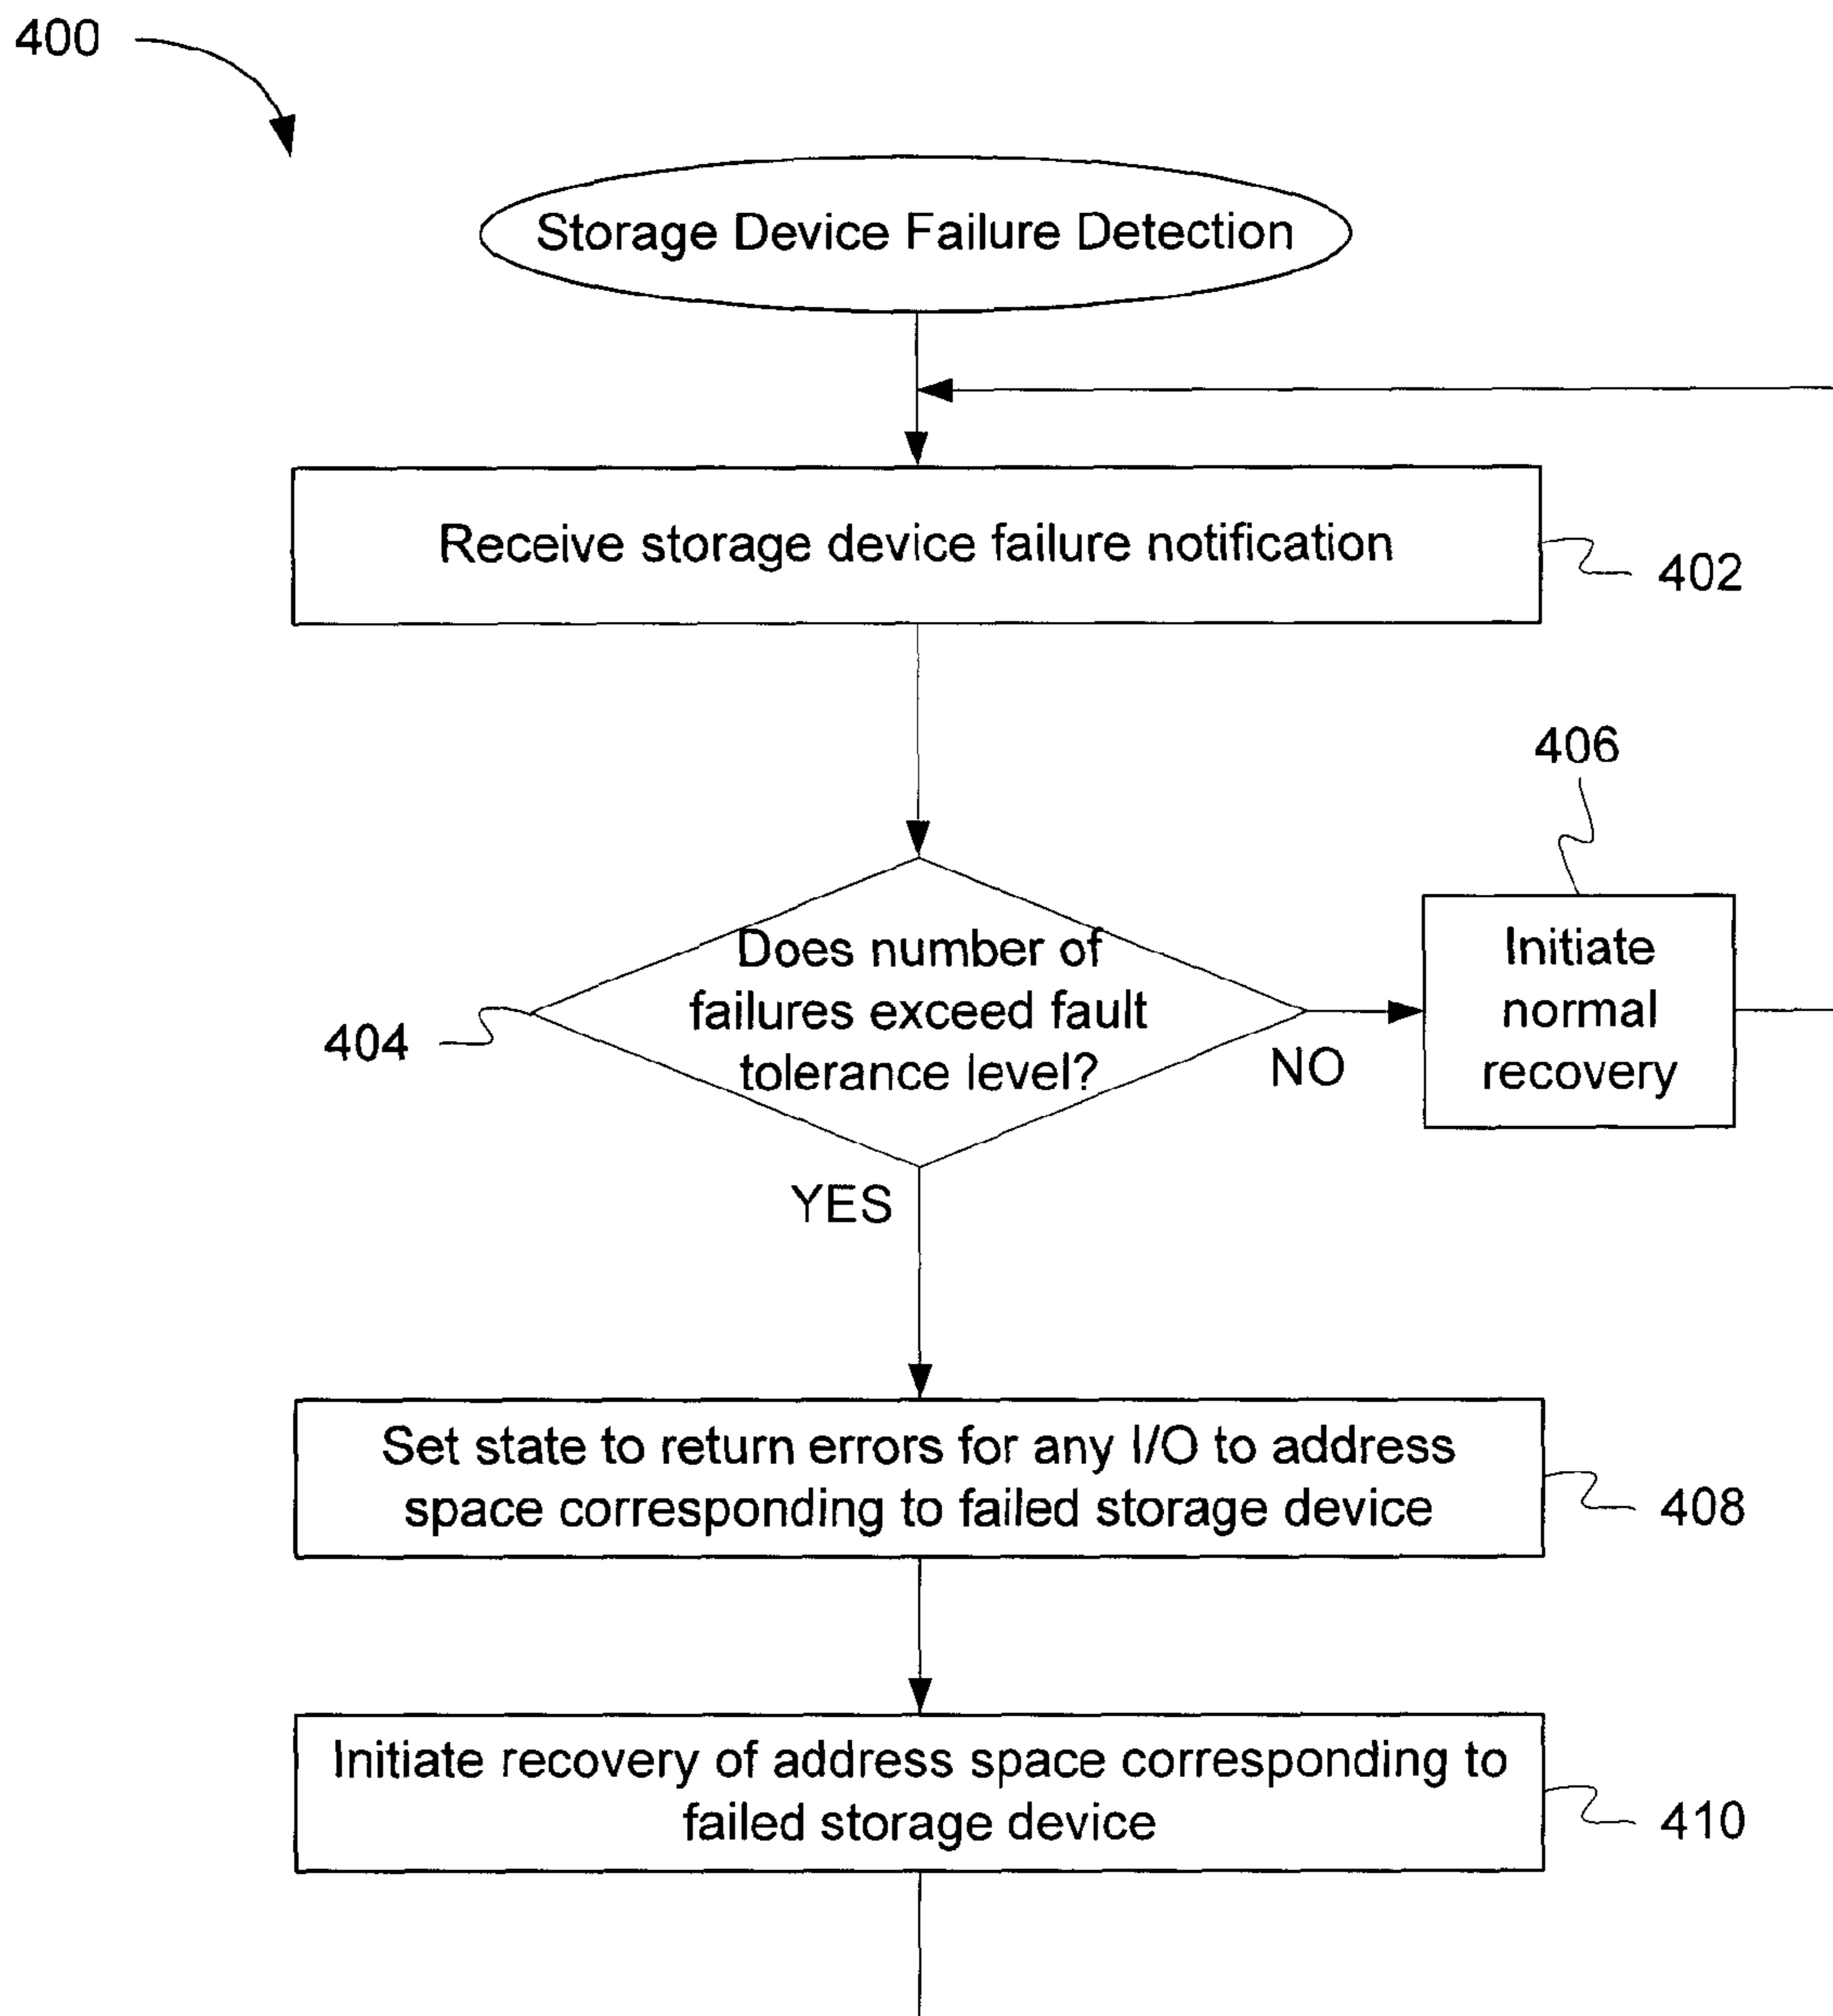 400
Storage Device Failure Detection
Receive storage device failure notification
402
406
Does number of
failures exceed fault
tolerance level?
404
NO
Initiate
normal
recovery
YES
Set state to return errors for any I/O to address
space corresponding to failed storage device
408
Initiate recovery of address space corresponding to
failed storage device
410